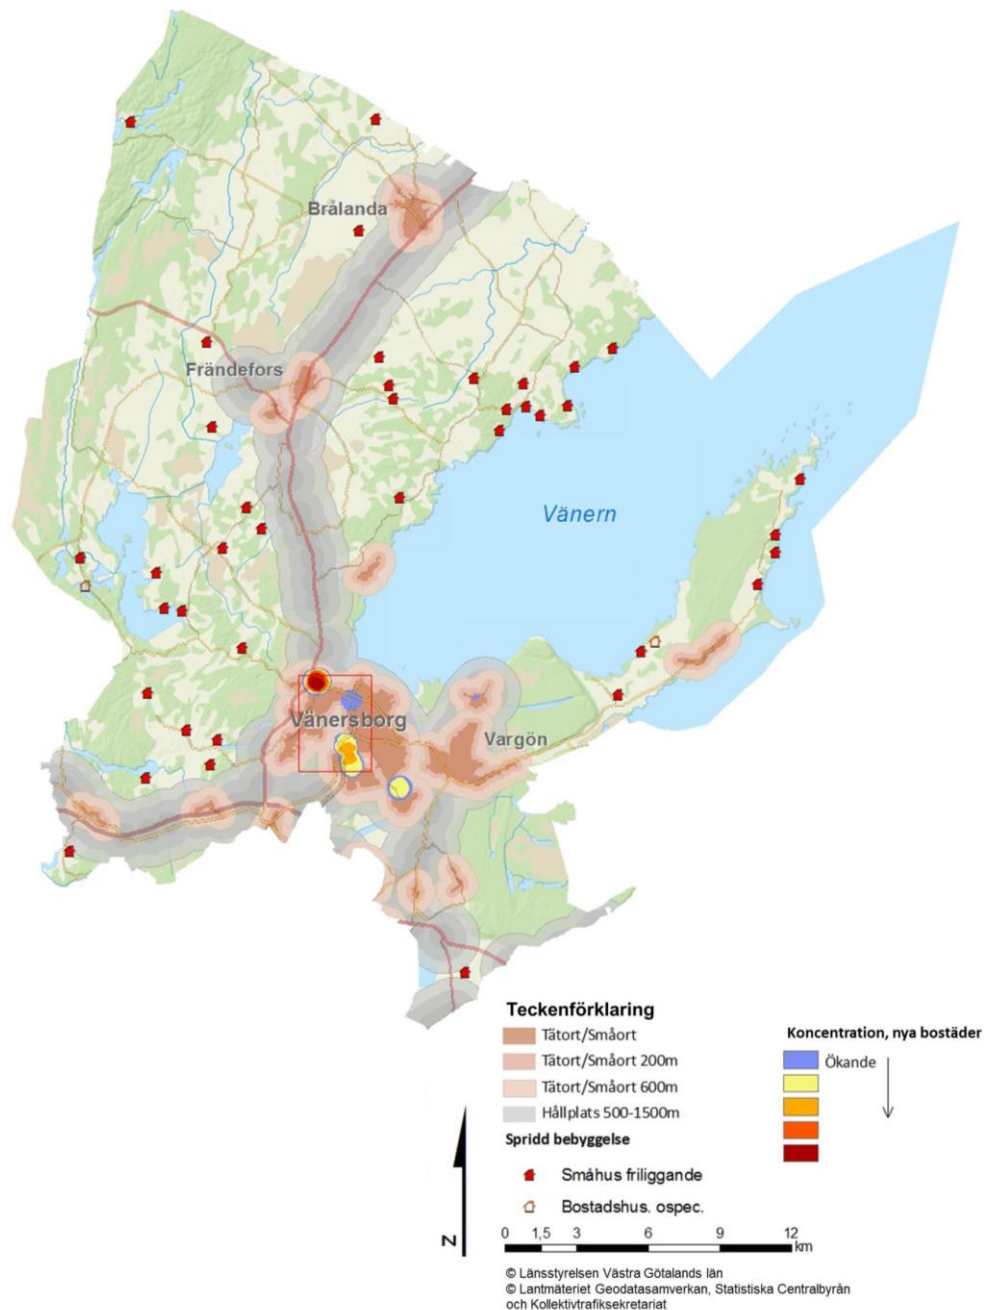 Brålanda
Frändefors
Vänern
Vänersborg
Vargön
Teckenförklaring
Tätort/Småort
Tätort/Småort 200m
Tätort/Småort 600m
Hållplats 500-1500m
Spridd bebyggelse
Småhus friliggande
Bostadshus. ospec.
Koncentration, nya bostäder
Ökande
N
0 1,5 3 6 9 12
km
© Länsstyrelsen Västra Götalands län
© Lantmäteriet Geodatasamverkan, Statistiska Centralbyrån
och Kollektivtrafiksekretariat